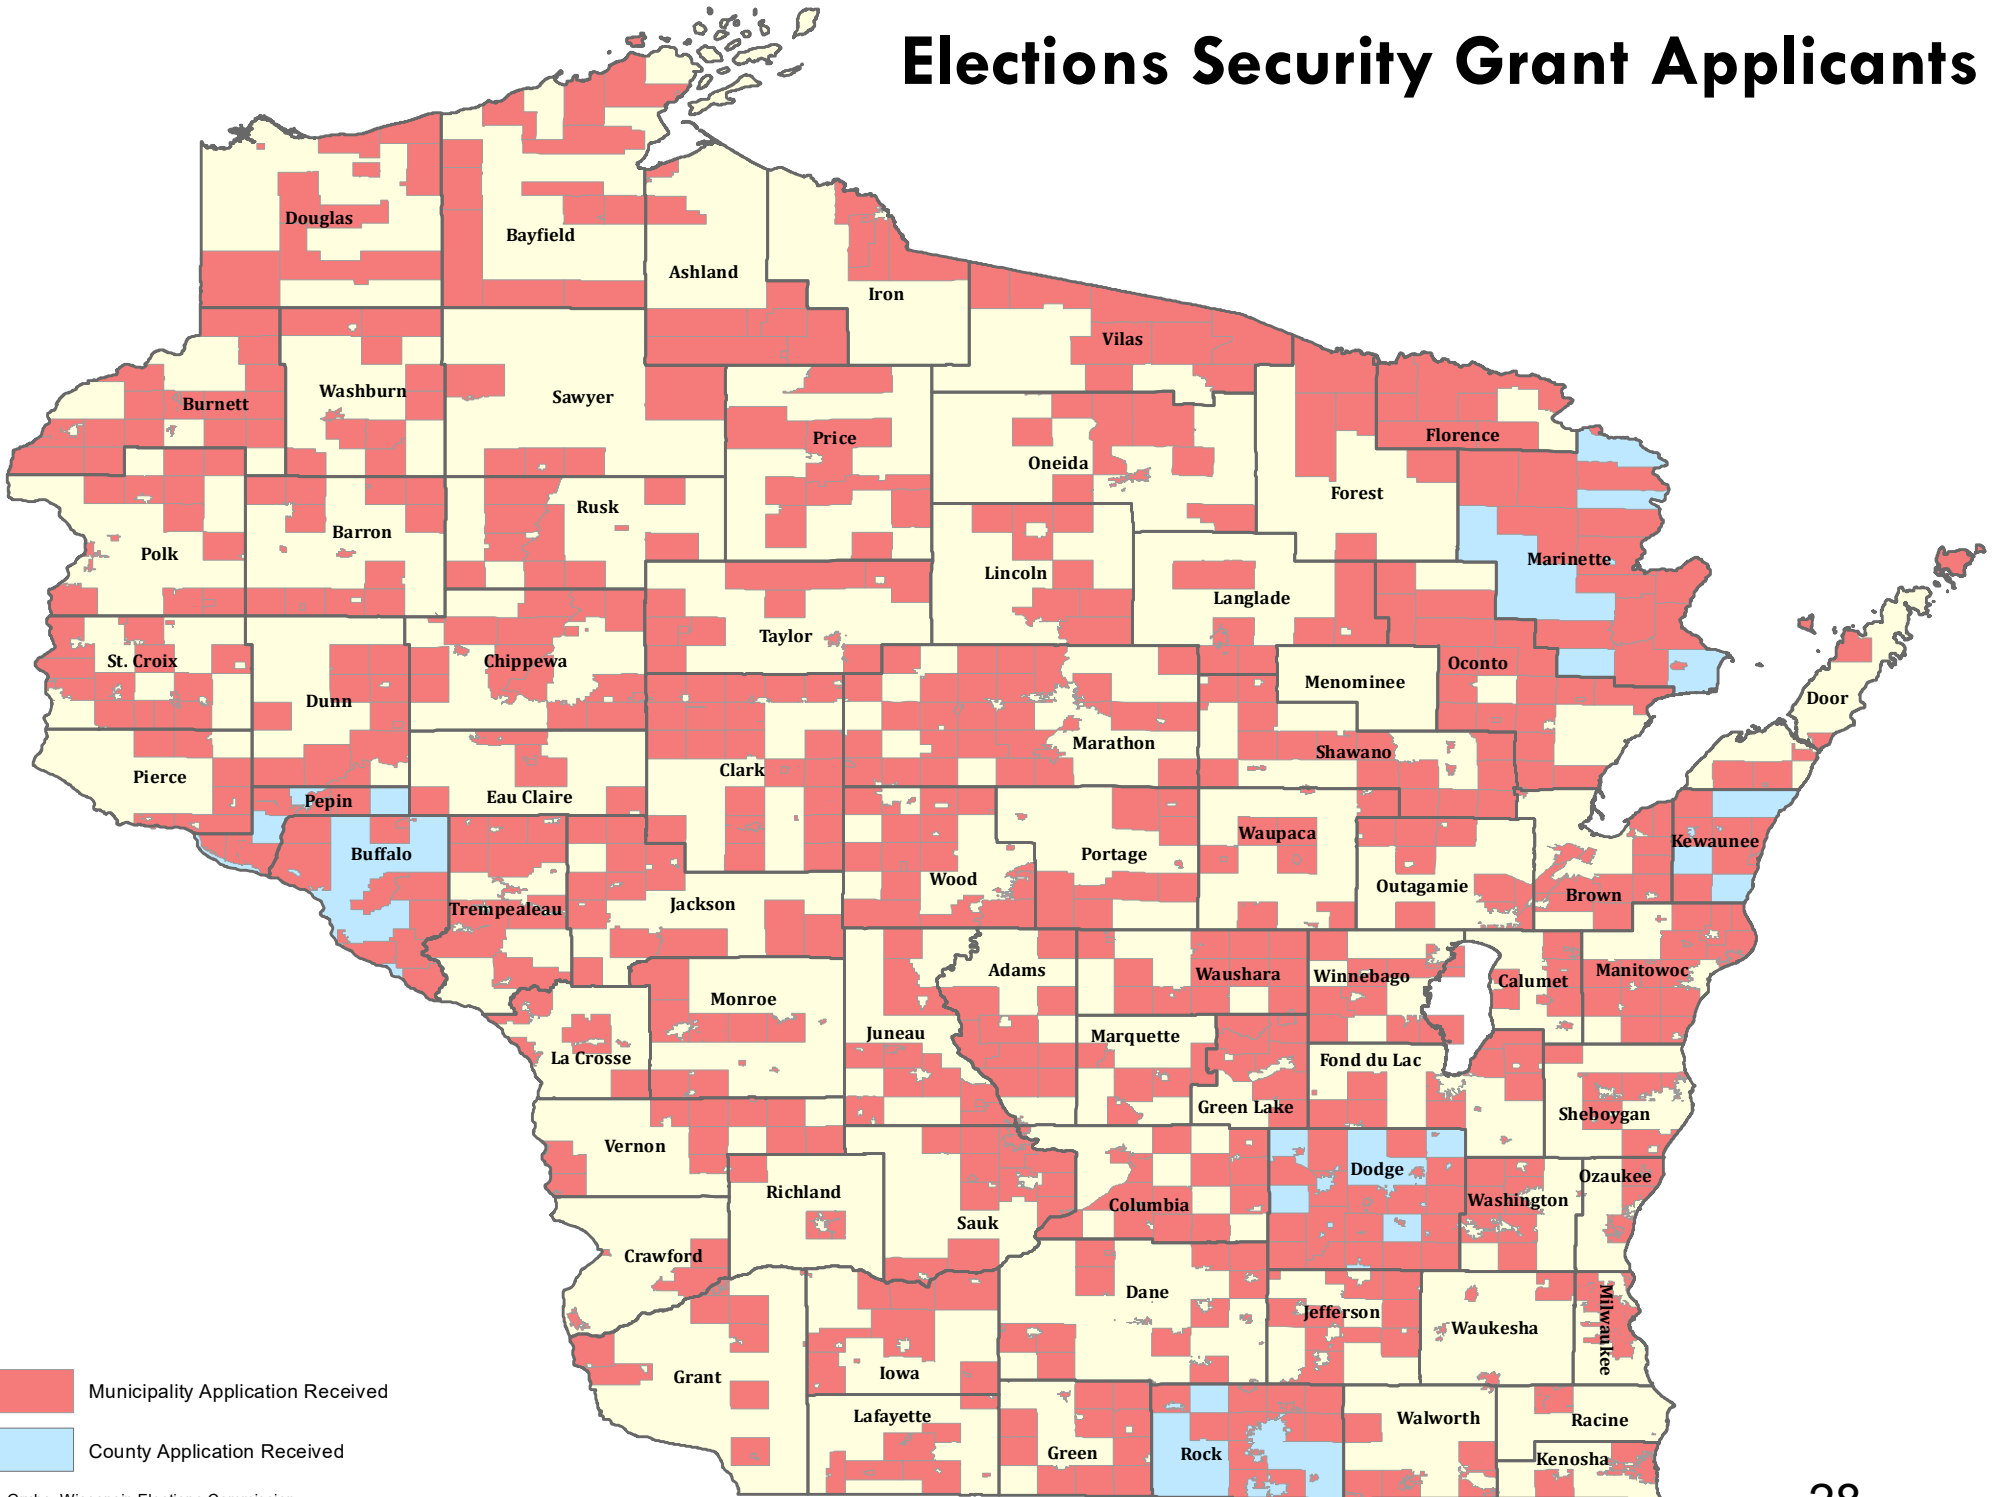 Elections Security Grant Applicants
Douglas
Bayfield
Ashland
Iron
Vilas
Burnett
Washburn
Sawyer
Price
Oneida
Florence
Forest
Polk
Barron
Rusk
Lincoln
Langlade
Marinette
Taylor
St. Croix
Dunn
Chippewa
Menominee
Oconto
Door
Marathon
Shawano
Pierce
Pepin
Eau Claire
Clark
Buffalo
Trempealeau
Jackson
Wood
Portage
Waupaca
Outagamie
Brown
Kewaunee
Monroe
Juneau
Adams
Waushara
Winnebago
Calumet
Manitowoc
La Crosse
Marquette
Green Lake
Fond du Lac
Sheboygan
Vernon
Richland
Sauk
Columbia
Dodge
Washington
Ozaukee
Crawford
Grant
Iowa
Dane
Jefferson
Waukesha
Milwaukee
Lafayette
Green
Rock
Walworth
Racine
Kenosha
Municipality Application Received
County Application Received